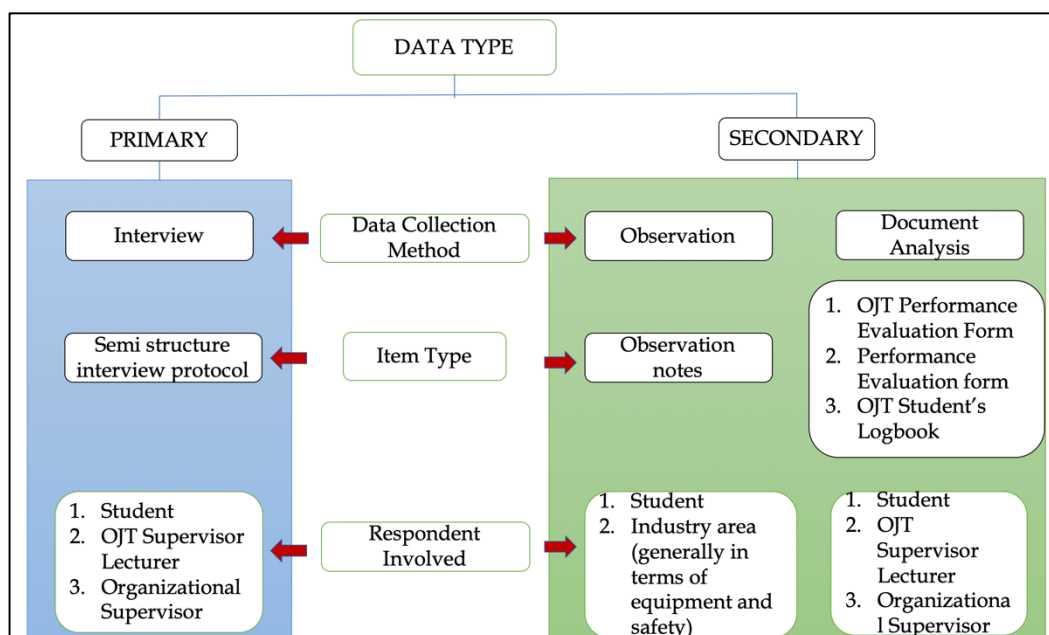 DATA TYPE
PRIMARY
SECONDARY
Interview
Data Collection
Method
Observation
Document
Analysis
Semi structure
interview protocol
Item Type
Observation
notes
1. OJT Performance
Evaluation Form
2. Performance
Evaluation form
3. OJT Student’s
Logbook
1. Student
2. OJT Supervisor
Lecturer
3. Organizational
Supervisor
Respondent
Involved
1. Student
2. Industry area
(generally in
terms of
equipment and
safety)
1. Student
2. OJT
Supervisor
Lecturer
3. Organizationa
l Supervisor